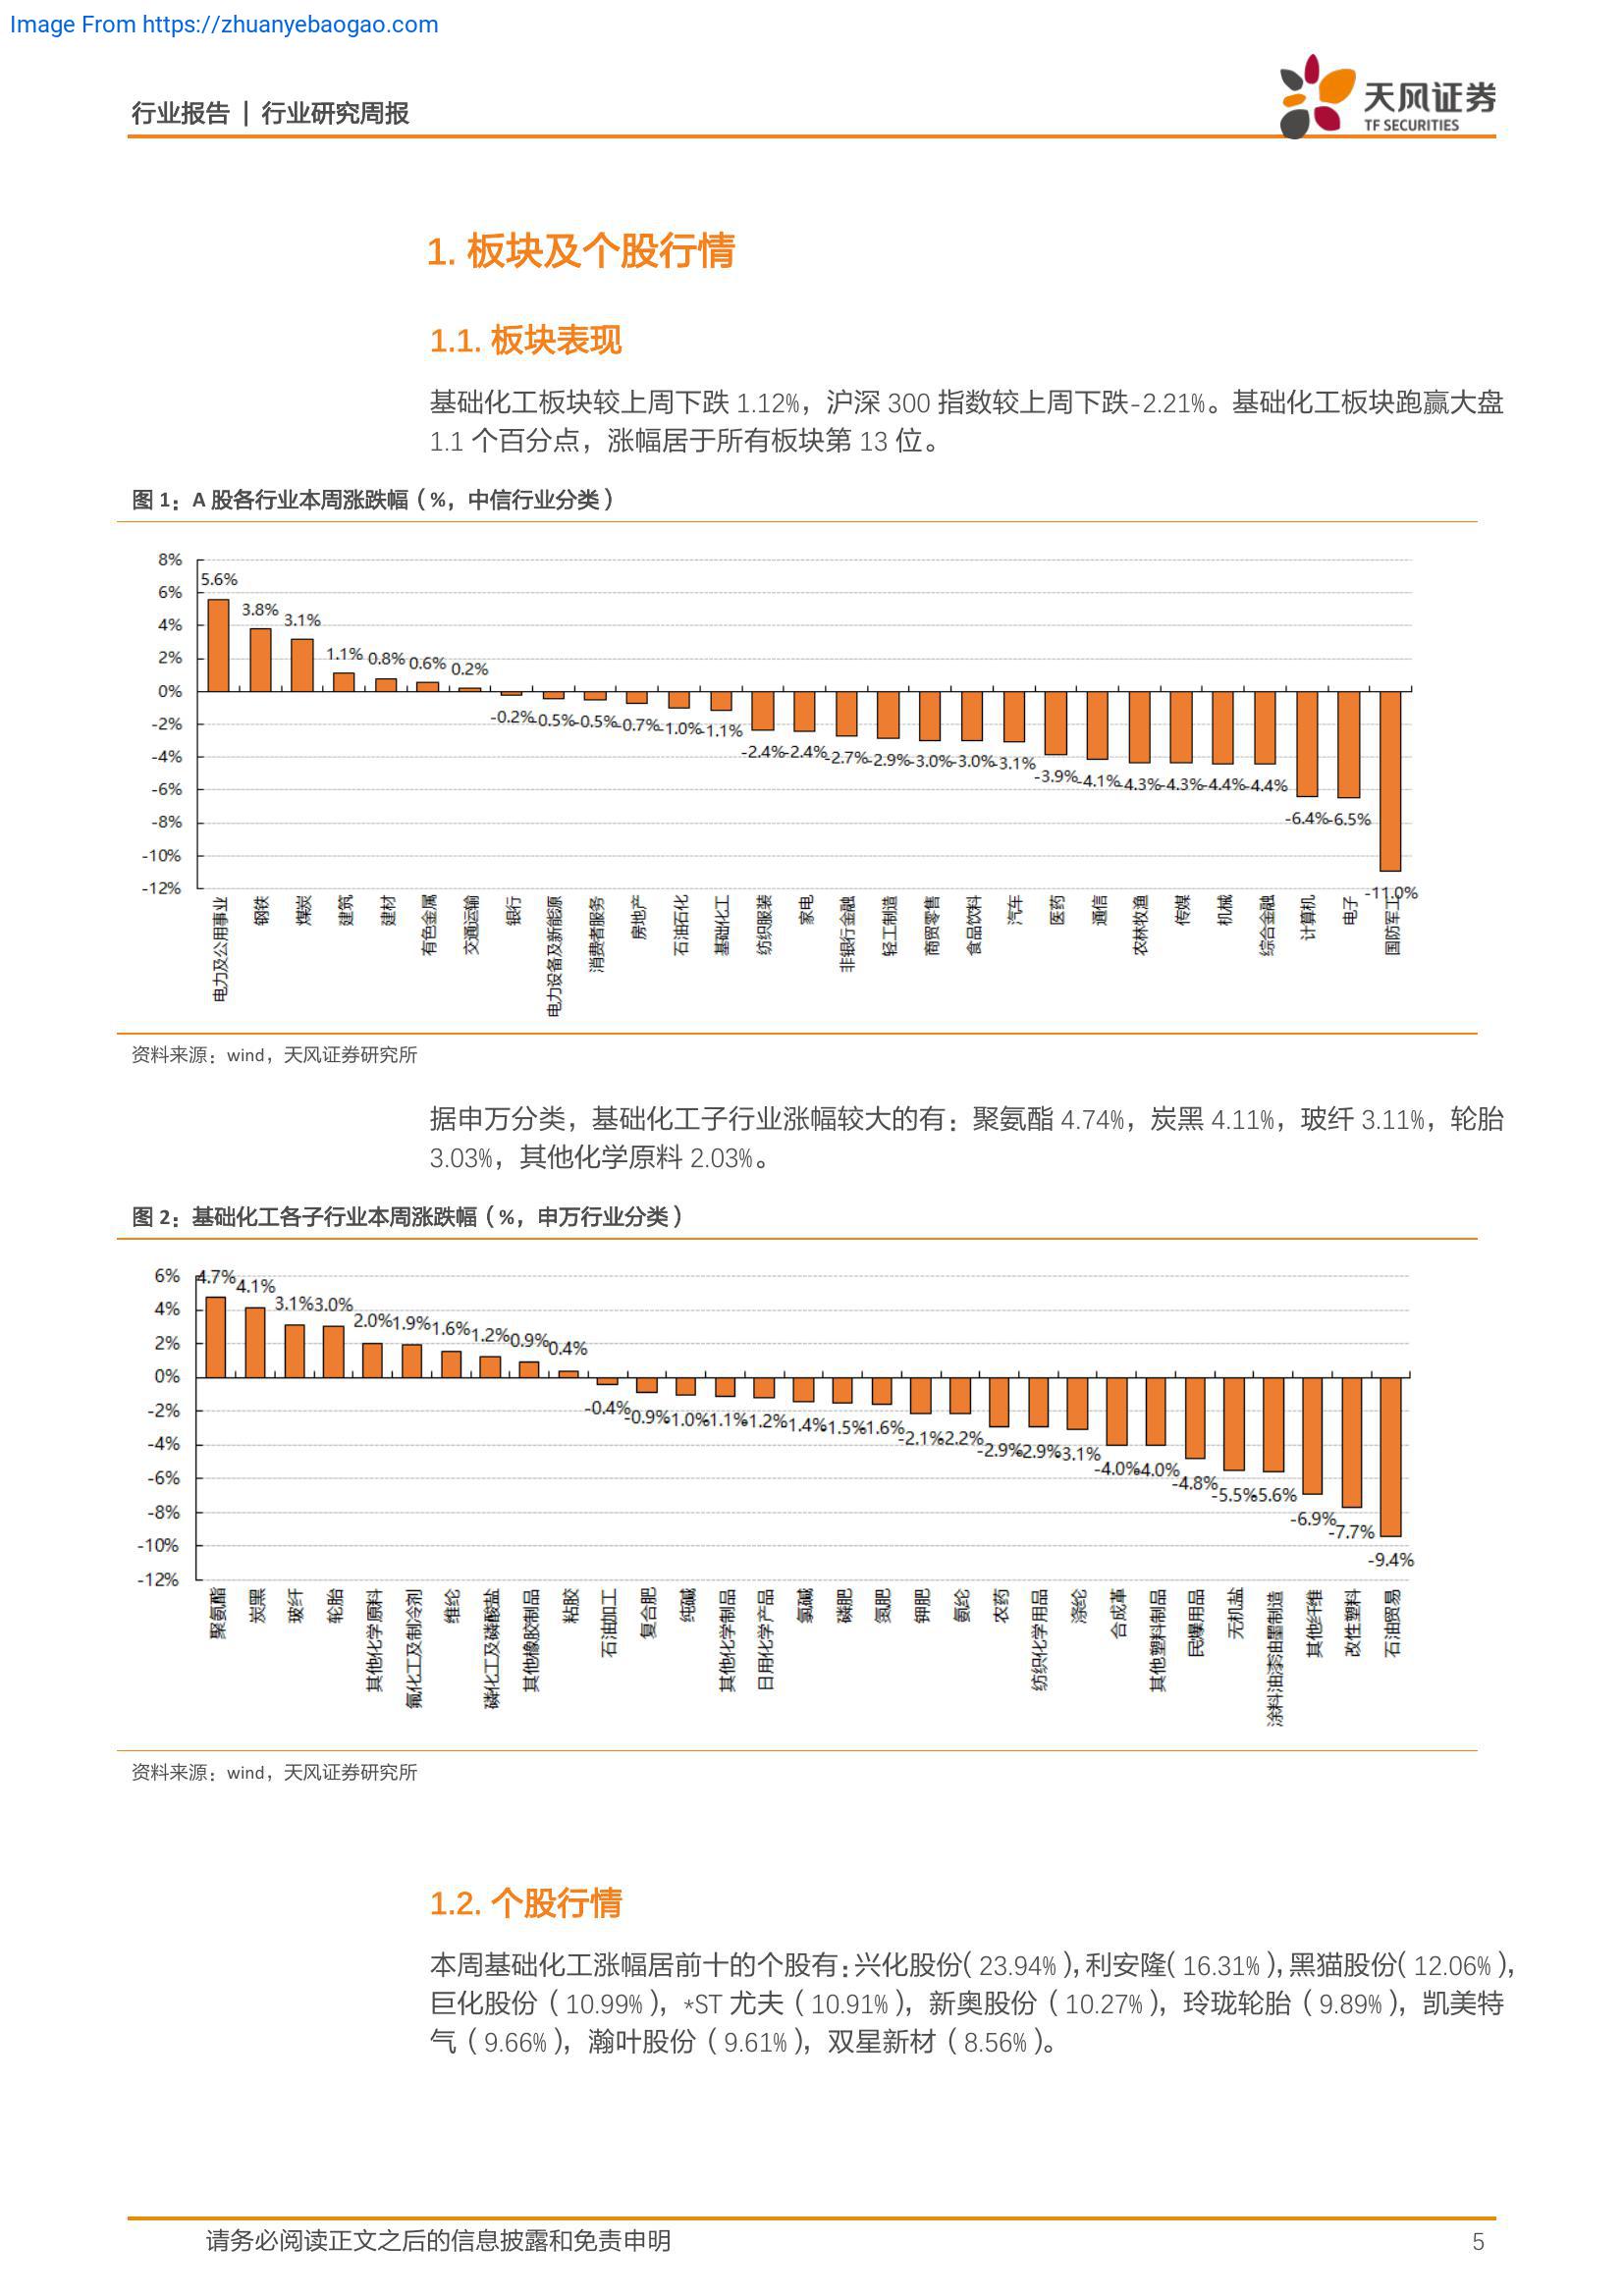 Image From https://zhuanyebaogao.com
行业报告 | 行业研究周报
天风证券
TF SECURITIES
1. 板块及个股行情
1.1. 板块表现
基础化工板块较上周下跌 1.12%，沪深 300 指数较上周下跌-2.21%。基础化工板块跑赢大盘
1.1 个百分点，涨幅居于所有板块第 13 位。
图 1：A 股各行业本周涨跌幅（%，中信行业分类）
8%
6%
4%
2%
0%
-2%
-4%
-6%
-8%
-10%
-12%
5.6%
3.8%
3.1%
1.1%
0.8%
0.6%
0.2%
-0.2%
-0.5%
-0.5%
-0.7%
-1.0%
-1.1%
-2.4%
-2.4%
-2.7%
-2.9%
-3.0%
-3.0%
-3.1%
-3.9%
-4.1%
-4.3%
-4.3%
-4.4%
-4.4%
-6.4%
-6.5%
-11.0%
电力及公用事业
钢铁
煤炭
建筑
建材
有色金属
交通运输
银行
电力设备及新能源
消费者服务
房地产
石油石化
基础化工
纺织服装
家电
非银行金融
轻工制造
商贸零售
食品饮料
汽车
医药
通信
农林牧渔
传媒
机械
综合金融
计算机
电子
国防军工
资料来源：wind，天风证券研究所
据申万分类，基础化工子行业涨幅较大的有：聚氨酯 4.74%，炭黑 4.11%，玻纤 3.11%，轮胎
3.03%，其他化学原料 2.03%。
图 2：基础化工各子行业本周涨跌幅（%，申万行业分类）
6%
4%
2%
0%
-2%
-4%
-6%
-8%
-10%
-12%
4.7%
4.1%
3.1%
3.0%
2.0%
1.9%
1.6%
1.2%
0.9%
0.4%
-0.4%
-0.9%
-1.0%
-1.1%
-1.2%
-1.4%
-1.5%
-1.6%
-2.1%
-2.2%
-2.9%
-2.9%
-3.1%
-4.0%
-4.0%
-4.8%
-5.5%
-5.6%
-6.9%
-7.7%
-9.4%
聚氨酯
炭黑
玻纤
轮胎
其他化学原料
氟化工及制冷剂
维纶
磷化工及磷酸盐
其他橡胶制品
粘胶
石油加工
复合肥
纯碱
其他化学制品
日用化学产品
氯碱
磷肥
氮肥
钾肥
氨纶
农药
纺织化学用品
涤纶
合成革
其他塑料制品
民爆用品
无机盐
涂料油漆油墨制造
其他纤维
改性塑料
石油贸易
资料来源：wind，天风证券研究所
1.2. 个股行情
本周基础化工涨幅居前十的个股有：兴化股份（23.94%），利安隆（16.31%），黑猫股份（12.06%），
巨化股份（10.99%），*ST 尤夫（10.91%），新奥股份（10.27%），玲珑轮胎（9.89%），凯美特
气（9.66%），瀚叶股份（9.61%），双星新材（8.56%）。
请务必阅读正文之后的信息披露和免责申明
5